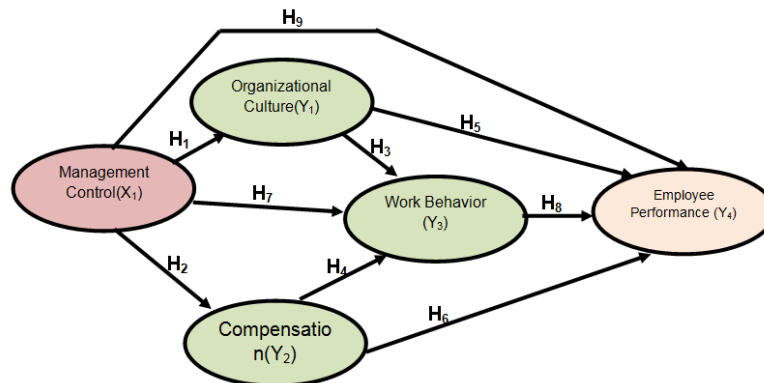 H₉
Organizational
Culture(Y₁)
H₁
H₅
H₃
Management
Control(X₁)
H₇
Work Behavior
(Y₃)
H₈
Employee
Performance (Y₄)
H₂
H₄
H₆
Compensatio
n(Y₂)